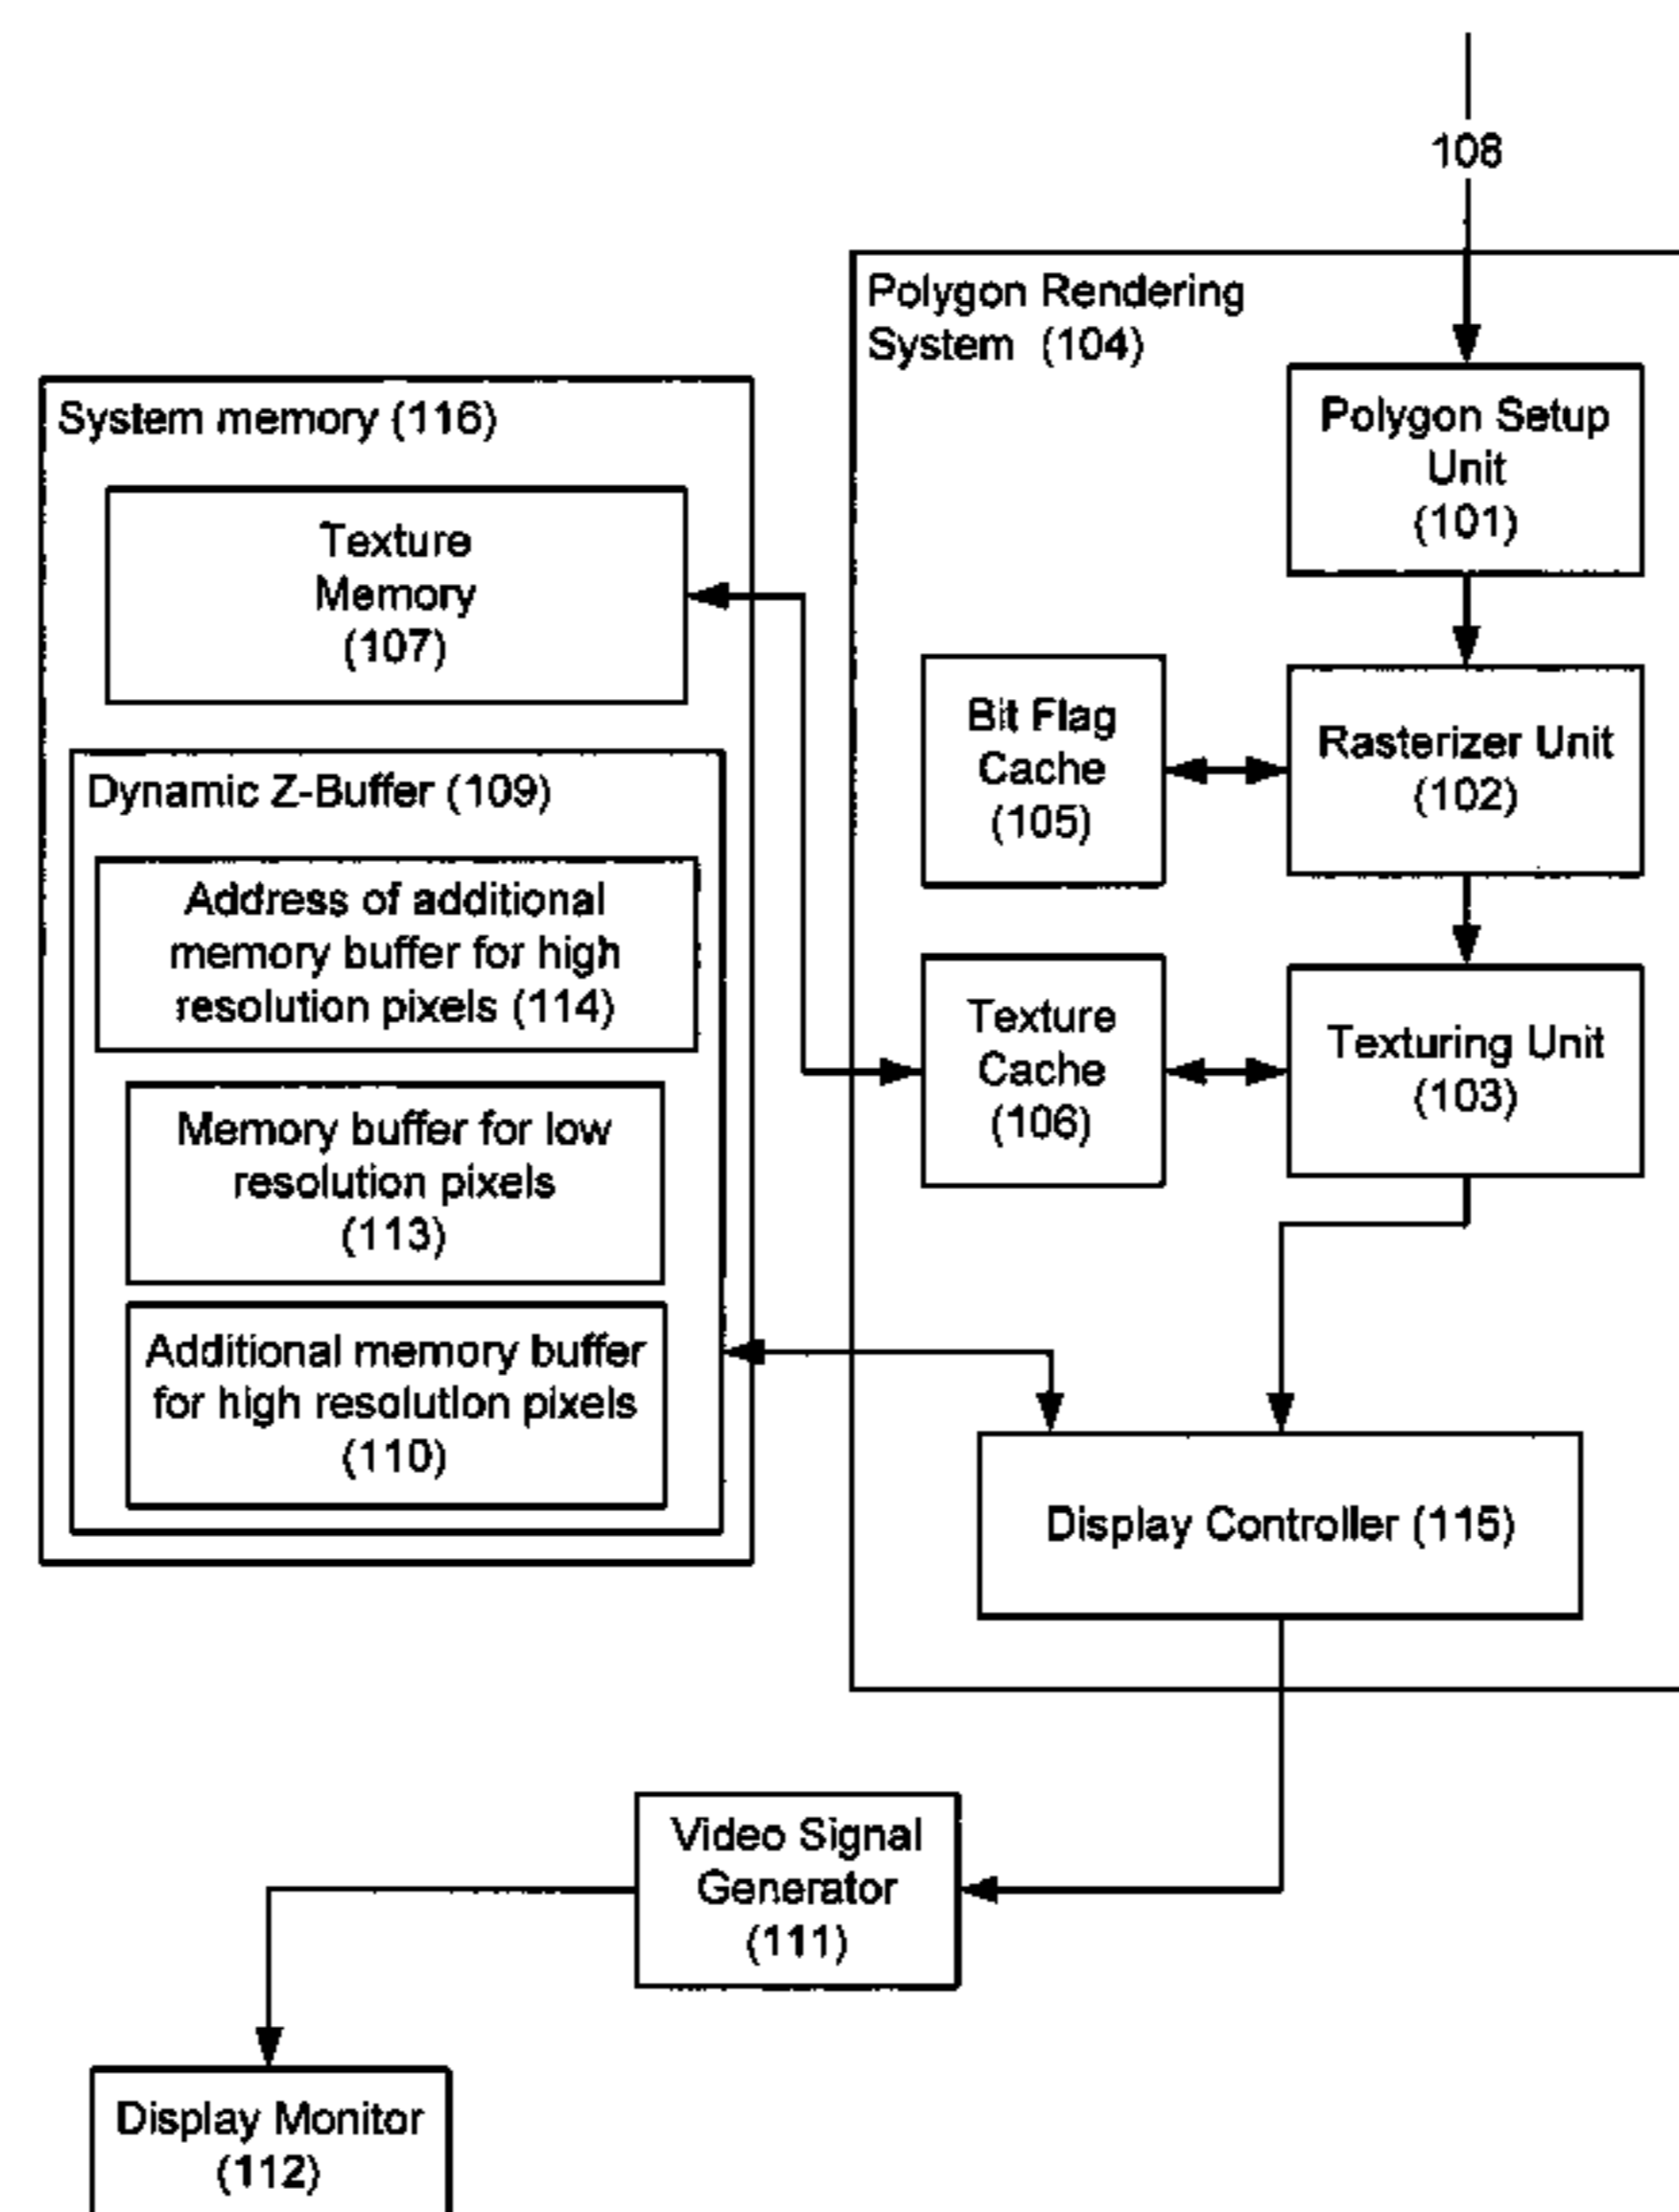 108
Polygon Rendering
System (104)
Polygon Setup
Unit
(101)
System memory (116)
Texture
Memory
(107)
Bit Flag
Cache
(105)
Rasterizer Unit
(102)
Dynamic Z-Buffer (109)
Address of additional
memory buffer for high
resolution pixels (114)
Texture
Cache
(106)
Texturing Unit
(103)
Memory buffer for low
resolution pixels
(113)
Additional memory buffer
for high resolution pixels
(110)
Display Controller (115)
Video Signal
Generator
(111)
Display Monitor
(112)